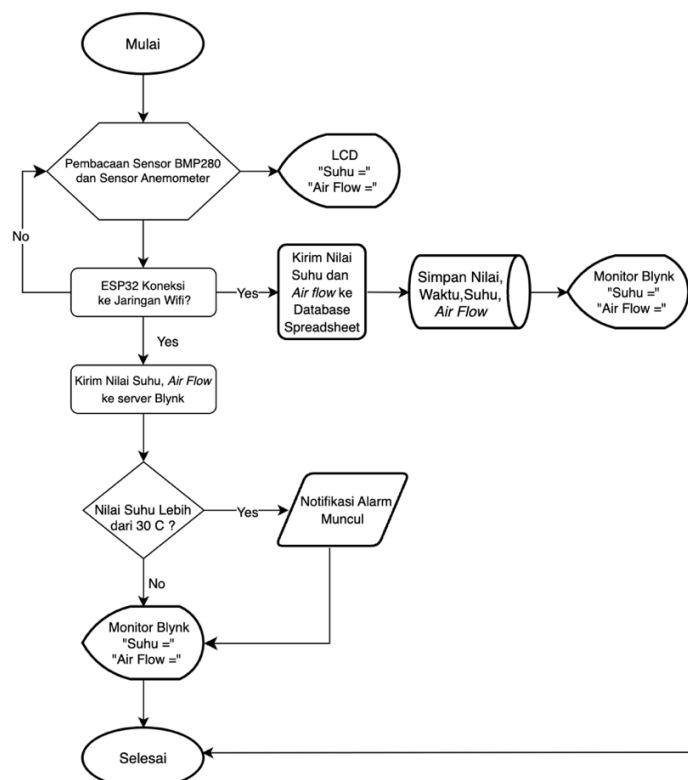 Mulai
Pembacaan Sensor BMP280
dan Sensor Anemometer
LCD
"Suhu ="
"Air Flow ="
No
ESP32 Koneksi
ke Jaringan Wifi?
Yes
Kirim Nilai
Suhu dan
Air flow ke
Database
Spreadsheet
Simpan Nilai,
Waktu,Suhu,
Air Flow
Monitor Blynk
"Suhu ="
"Air Flow ="
Yes
Kirim Nilai Suhu, Air Flow
ke server Blynk
Nilai Suhu Lebih
dari 30 C ?
Yes
Notifikasi Alarm
Muncul
No
Monitor Blynk
"Suhu ="
"Air Flow ="
Selesai